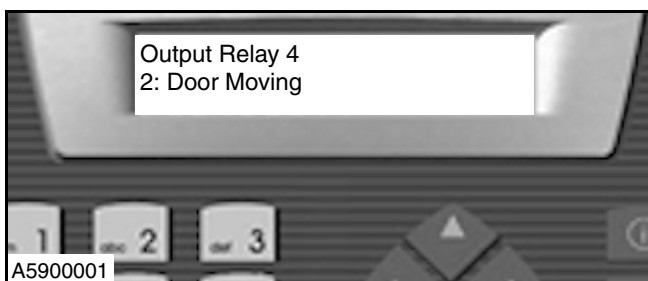 Output Relay 4
2: Door Moving
1
abc 2
def 3
A5900001